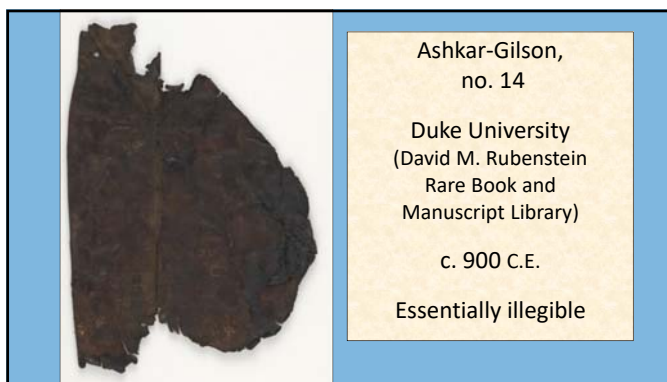 Ashkar-Gilson,
no. 14
Duke University
(David M. Rubenstein
Rare Book and
Manuscript Library)
c. 900 C.E.
Essentially illegible